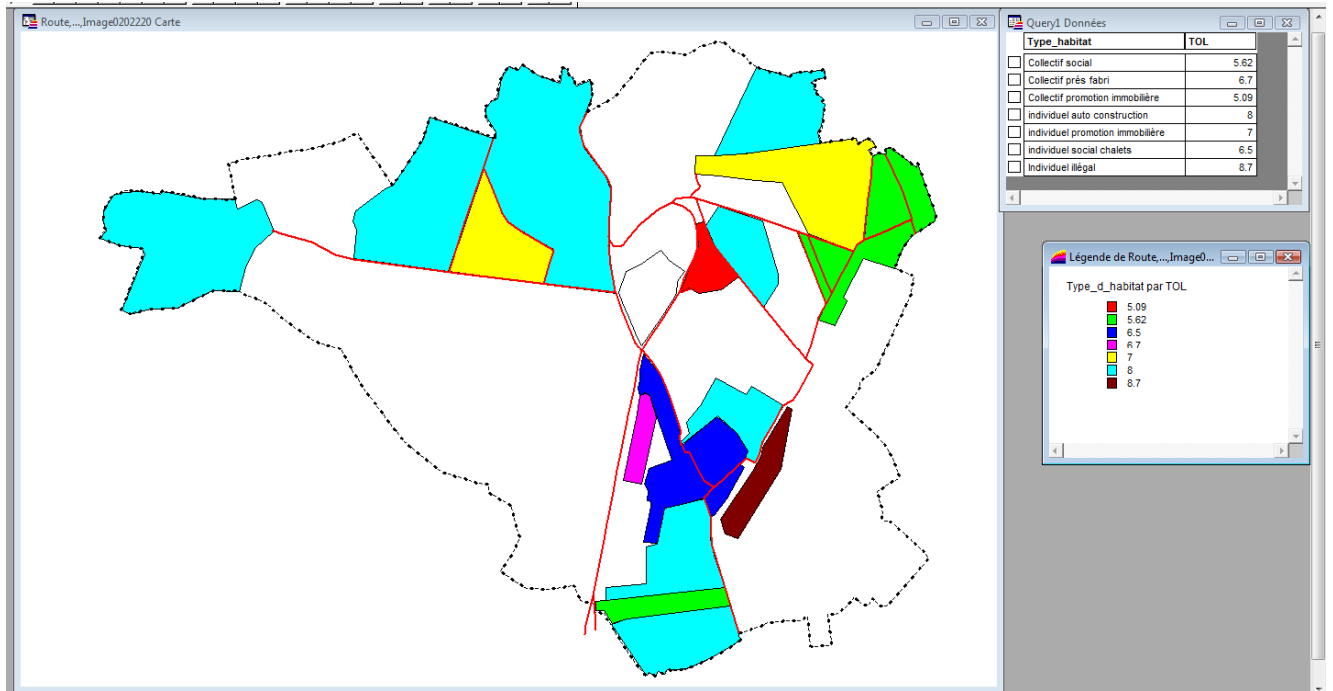 Route,...,Image0202220 Carte
Query1 Données
Type_habitat TOL
Collectif social 5.62
Collectif prés fabri 6.7
Collectif promotion immobilière 5.09
individuel auto construction 8
individuel promotion immobilière 7
individuel social chalets 6.5
Individuel illégal 8.7
Légende de Route,...,Image0...
Type_d_habitat par TOL
5.09
5.62
6.5
6.7
7
8
8.7